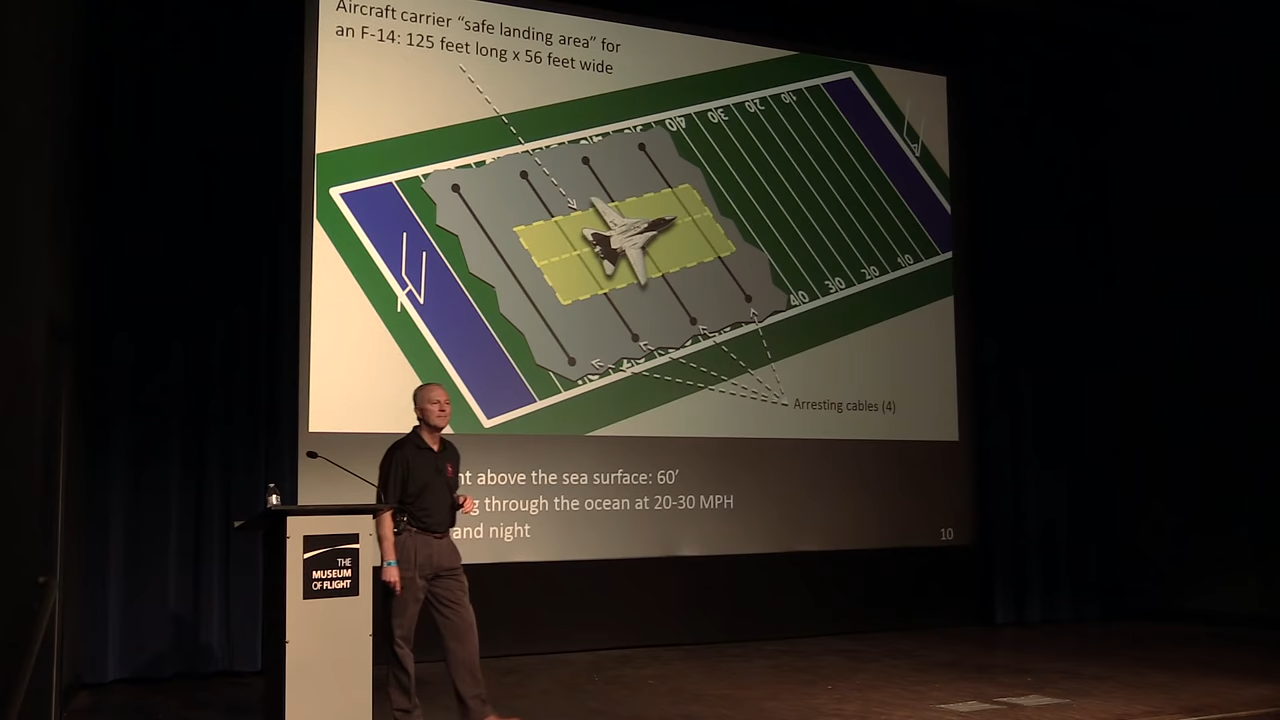 Aircraft carrier “safe landing area” for
an F-14: 125 feet long x 56 feet wide
40 30 20 10
40 30 20 10
Arresting cables (4)
nt above the sea surface: 60’
g through the ocean at 20-30 MPH
and night
10
THE
MUSEUM
OF FLIGHT